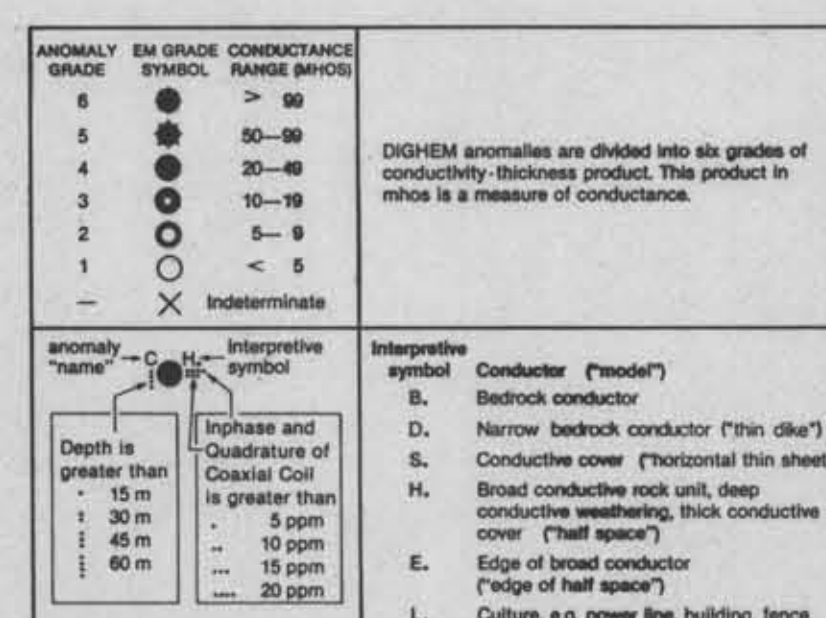 ANOMALY EM GRADE CONDUCTANCE
GRADE SYMBOL RANGE (MHOS)
6 > 99
5 50—99
4 20—49
3 10—19
2 5— 9
1 < 5
— Indeterminate
DIGHEM anomalies are divided into six grades of
conductivity-thickness product. This product in
mhos is a measure of conductance.
anomaly
"name"
C
H
Interpretive
symbol
Depth is
greater than
15 m
30 m
45 m
60 m
Inphase and
Quadrature of
Coaxial Coil
is greater than
. 5 ppm
.. 10 ppm
... 15 ppm
.... 20 ppm
Interpretive
symbol Conductor ("model")
B. Bedrock conductor
D. Narrow bedrock conductor ("thin dike")
S. Conductive cover ("horizontal thin sheet
H. Broad conductive rock unit, deep
conductive weathering, thick conductive
cover ("half space")
E. Edge of broad conductor
("edge of half space")
L. Culture, e.g. power line, building, fence